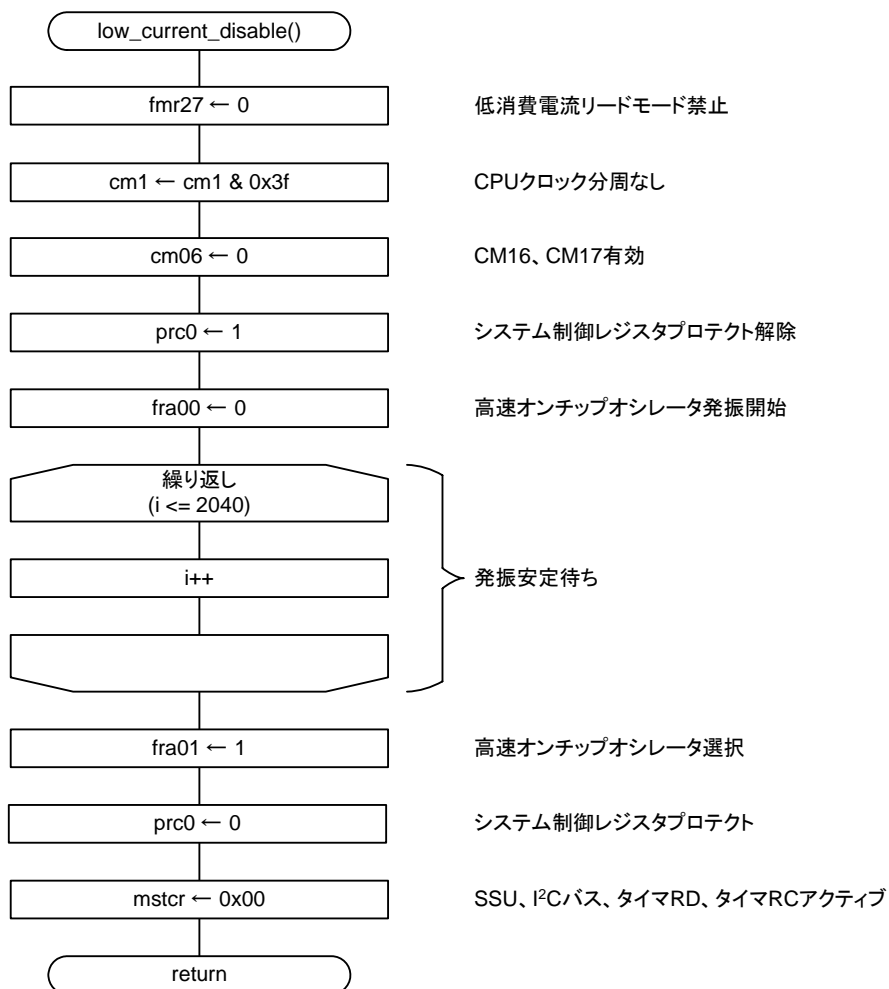 low_current_disable()
fmr27 ← 0
低消費電流リードモード禁止
cm1 ← cm1 & 0x3f
CPUクロック分周なし
cm06 ← 0
CM16、CM17有効
prc0 ← 1
システム制御レジスタプロテクト解除
fra00 ← 0
高速オンチップオシレータ発振開始
繰り返し
(i <= 2040)
i++
発振安定待ち
fra01 ← 1
高速オンチップオシレータ選択
prc0 ← 0
システム制御レジスタプロテクト
mstcr ← 0x00
SSU、I²Cバス、タイマRD、タイマRCアクティブ
return